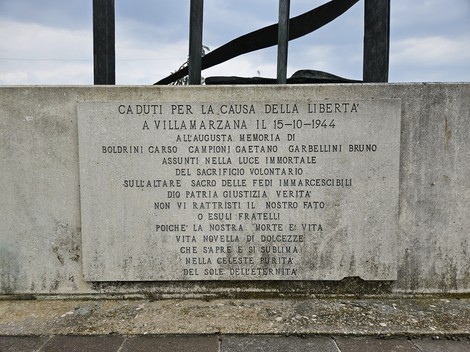 CADUTI PER LA CAUSA DELLA LIBERTA'
A VILLAMARZANA IL 15-10-1944
ALL'AUGUSTA MEMORIA DI
BOLDRINI CARSO CAMPIONI GAETANO GARBELLINI BRUNO
ASSUNTI NELLA LUCE IMMORTALE
DEL SACRIFICIO VOLONTARIO
SULL'ALTARE SACRO DELLE FEDI IMMARCESCIBILI
DIO PATRIA GIUSTIZIA VERITA'
NON VI RATTRISTI IL NOSTRO FATO
O ESULI FRATELLI
POICHE' LA NOSTRA "MORTE E' VITA
VITA NOVELLA DI DOLCEZZE
CHE S'APRE E SI SUBLIMA
NELLA CELESTE PURITA'
DEL SOLE DELL'ETERNITA'